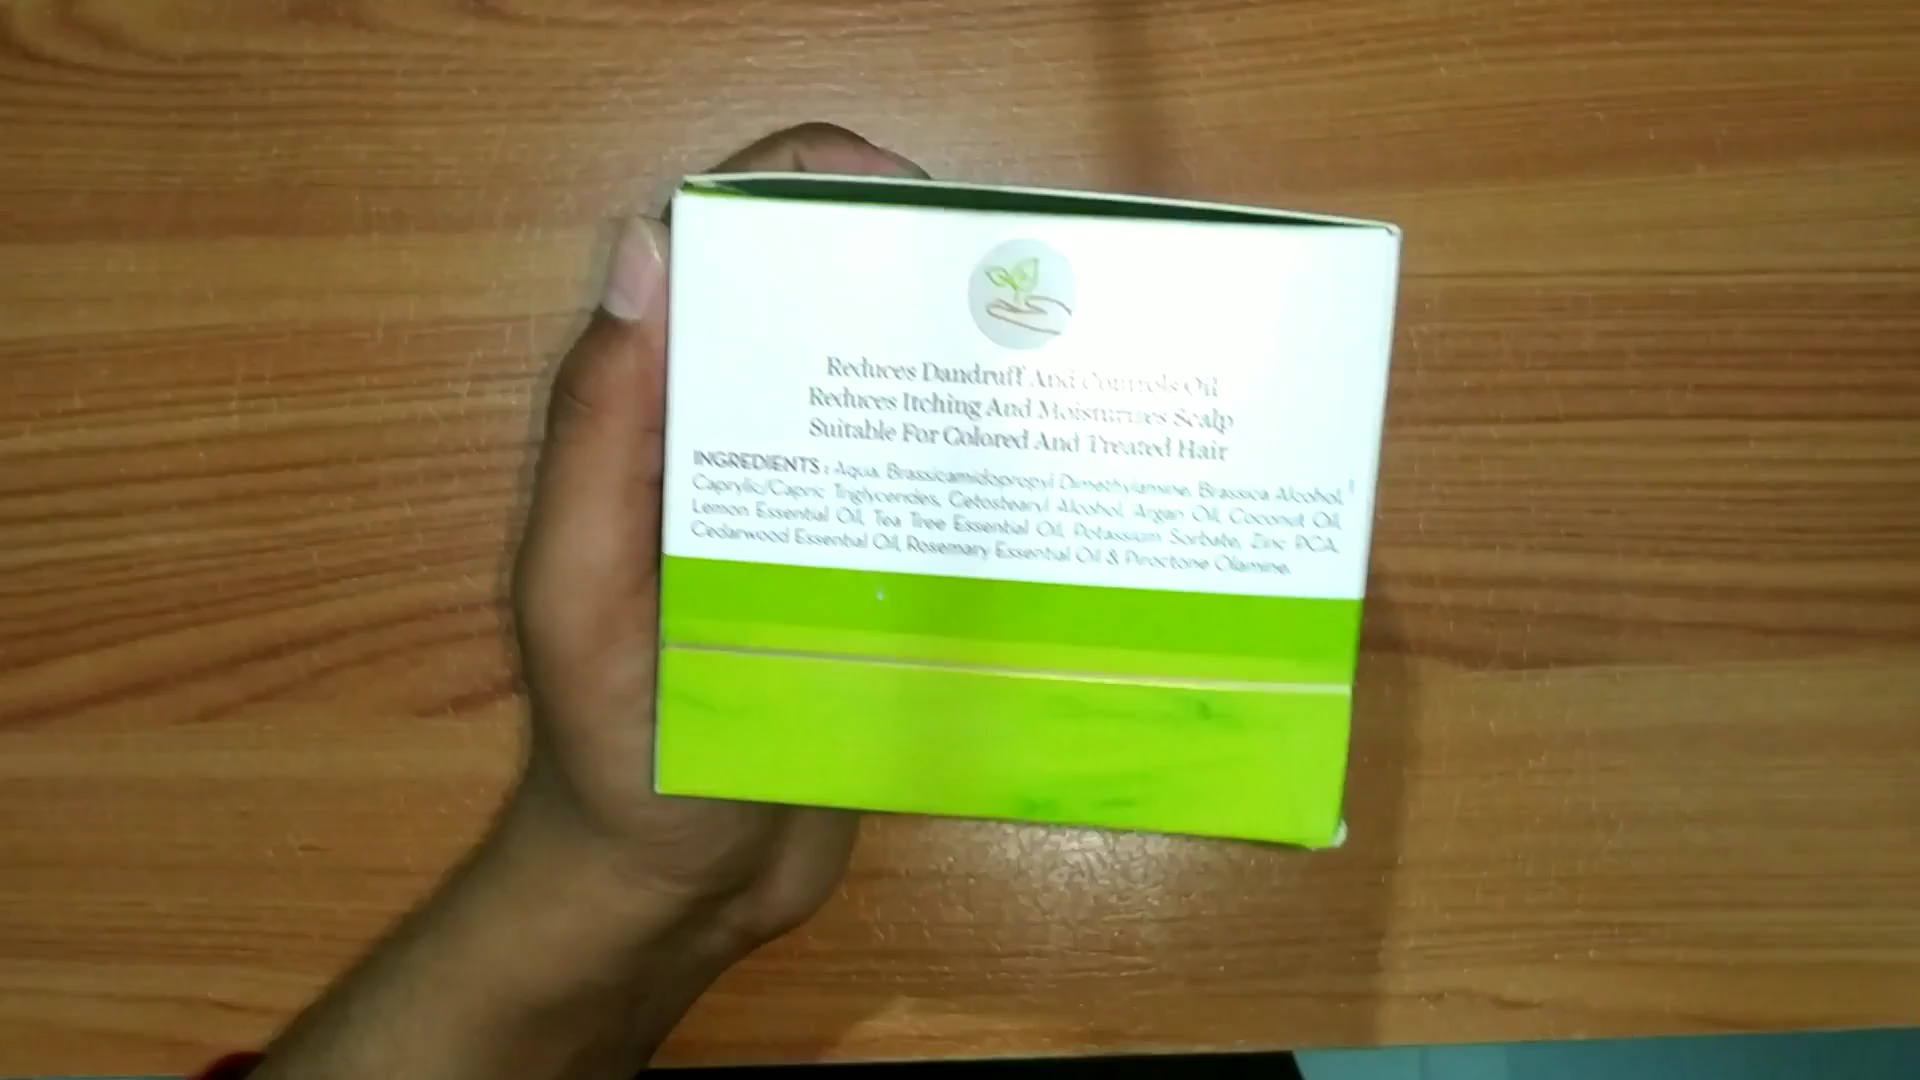 Reduces Dandruff And Controls Oil
Reduces Itching And Moisturizes Scalp
Suitable For Colored And Treated Hair
INGREDIENTS : Aqua, Brassicamidopropyl Dimethylamine, Brassica Alcohol,
Caprylic/Capric Triglycerides, Cetostearyl Alcohol, Argan Oil, Coconut Oil,
Lemon Essential Oil, Tea Tree Essential Oil, Potassium Sorbate, Zinc PCA,
Cedarwood Essential Oil, Rosemary Essential Oil & Piroctone Olamine.